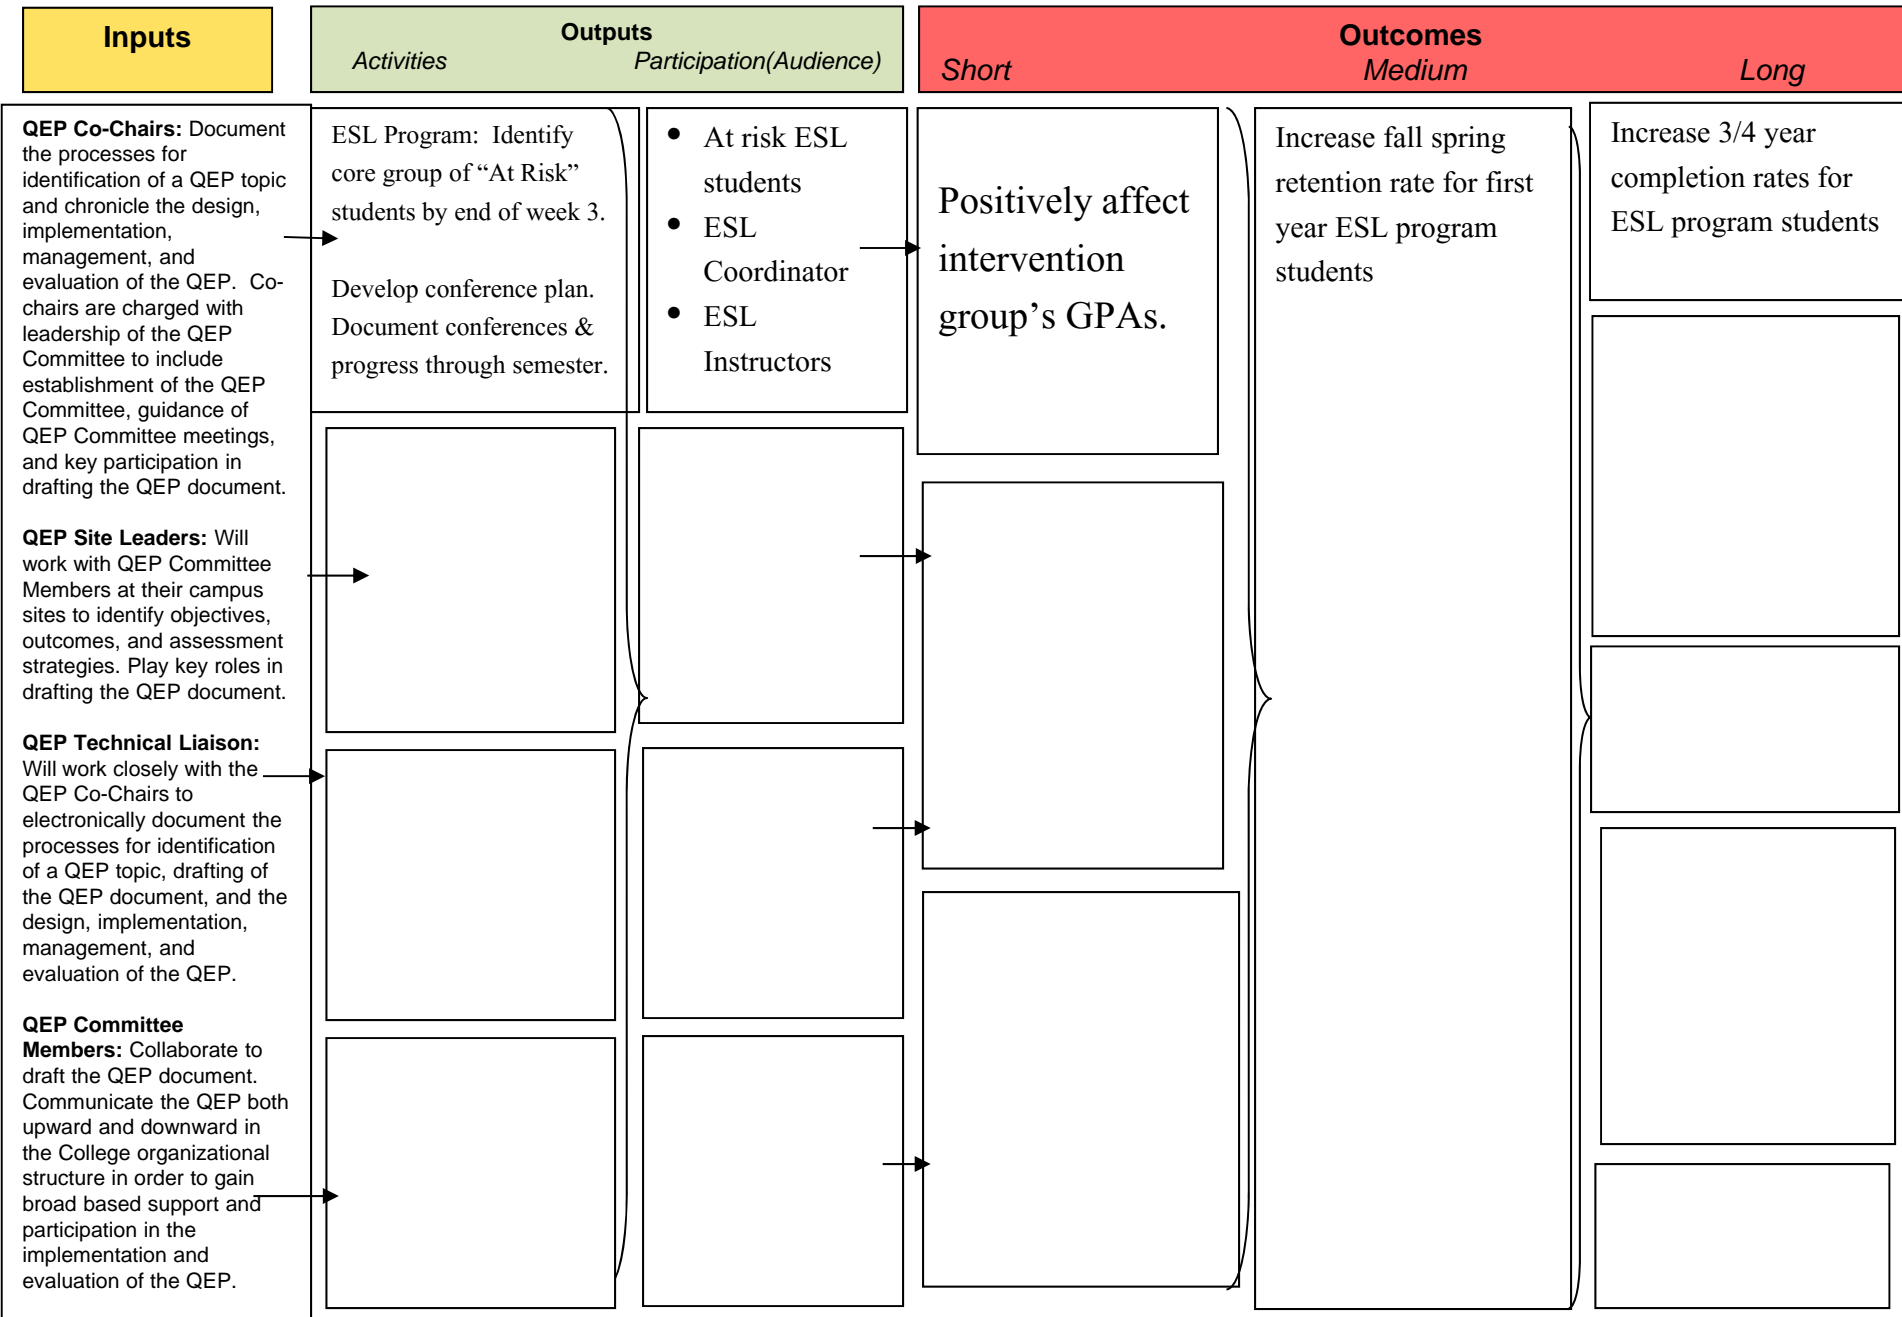 Inputs
Outputs
Activities
Participation(Audience)
Outcomes
Short
Medium
Long
QEP Co-Chairs: Document
the processes for
identification of a QEP topic
and chronicle the design,
implementation,
management, and
evaluation of the QEP.  Co-
chairs are charged with
leadership of the QEP
Committee to include
establishment of the QEP
Committee, guidance of
QEP Committee meetings,
and key participation in
drafting the QEP document.
QEP Site Leaders: Will
work with QEP Committee
Members at their campus
sites to identify objectives,
outcomes, and assessment
strategies. Play key roles in
drafting the QEP document.
QEP Technical Liaison:
Will work closely with the
QEP Co-Chairs to
electronically document the
processes for identification
of a QEP topic, drafting of
the QEP document, and the
design, implementation,
management, and
evaluation of the QEP.
QEP Committee
Members: Collaborate to
draft the QEP document.
Communicate the QEP both
upward and downward in
the College organizational
structure in order to gain
broad based support and
participation in the
implementation and
evaluation of the QEP.
ESL Program:  Identify
core group of “At Risk”
students by end of week 3.
Develop conference plan.
Document conferences &
progress through semester.
• At risk ESL
students
• ESL
Coordinator
• ESL
Instructors
Positively affect
intervention
group’s GPAs.
Increase fall spring
retention rate for first
year ESL program
students
Increase 3/4 year
completion rates for
ESL program students